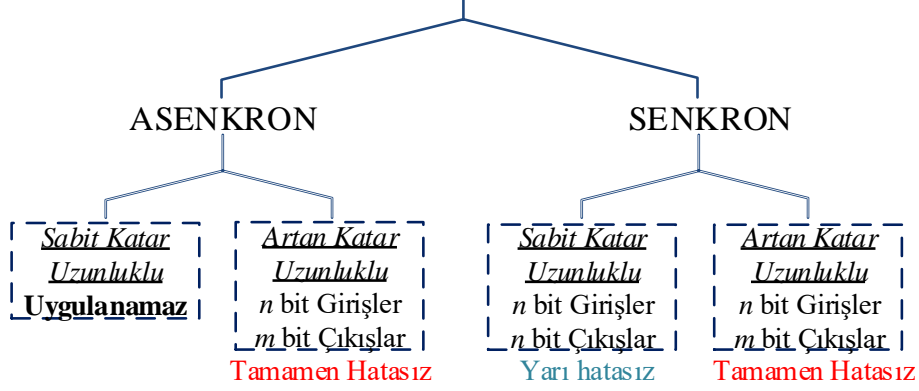 ASENKRON
SENKRON
Sabit Katar
Uzunluklu
Uygulanamaz
Artan Katar
Uzunluklu
n bit Girişler
m bit Çıkışlar
Tamamen Hatasız
Sabit Katar
Uzunluklu
n bit Girişler
n bit Çıkışlar
Yarı hatasız
Artan Katar
Uzunluklu
n bit Girişler
m bit Çıkışlar
Tamamen Hatasız